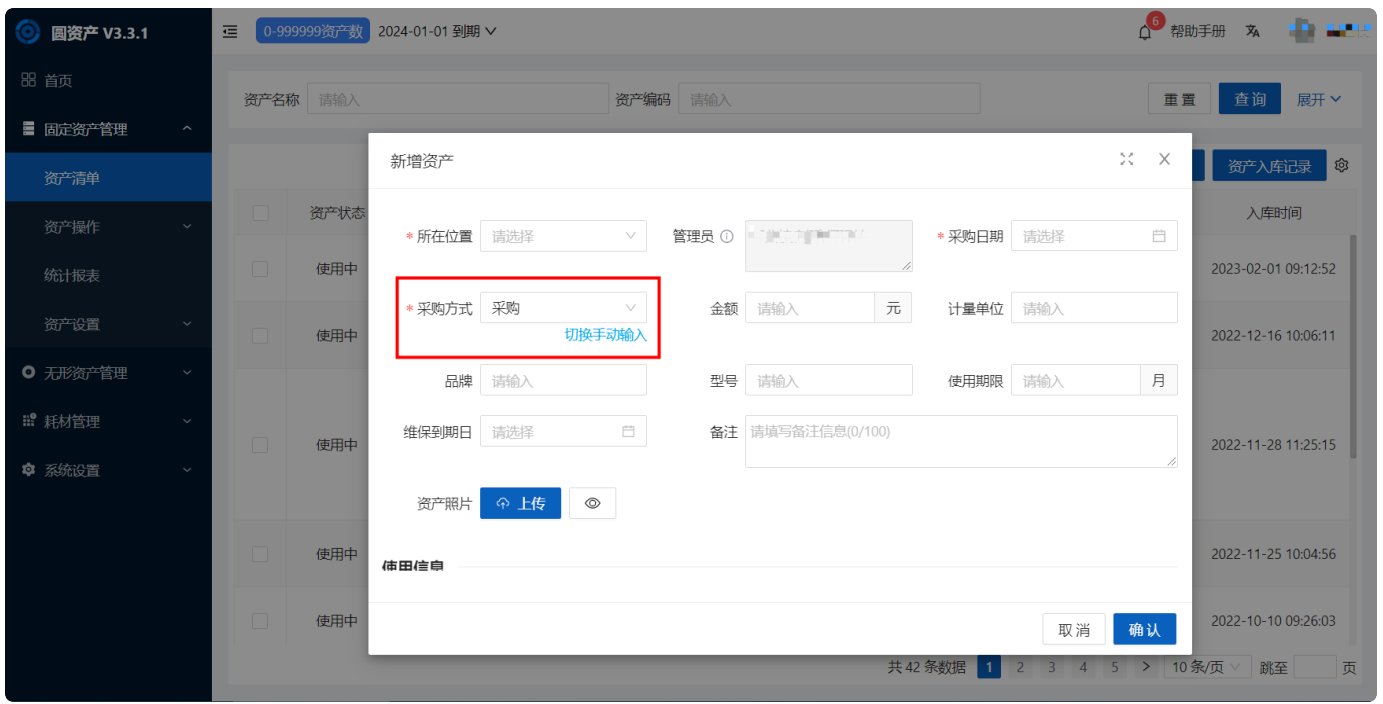 圆资产 V3.3.1
0-999999资产数 2024-01-01 到期
6
帮助手册
首页
固定资产管理
资产清单
资产操作
统计报表
资产设置
无形资产管理
耗材管理
系统设置
资产名称 请输入 资产编码 请输入 重置 查询 展开
资产入库记录
资产状态 入库时间
使用中 2023-02-01 09:12:52
使用中 2022-12-16 10:06:11
使用中 2022-11-28 11:25:15
使用中 2022-11-25 10:04:56
使用中 2022-10-10 09:26:03
新增资产
* 所在位置 请选择 管理员 * 采购日期 请选择
* 采购方式 采购 金额 请输入 元 计量单位 请输入
切换手动输入
品牌 请输入 型号 请输入 使用期限 请输入 月
维保到期日 请选择 备注 请填写备注信息(0/100)
资产照片 上传
使用信息
取消 确认
共 42 条数据 1 2 3 4 5 > 10 条/页 跳至 页